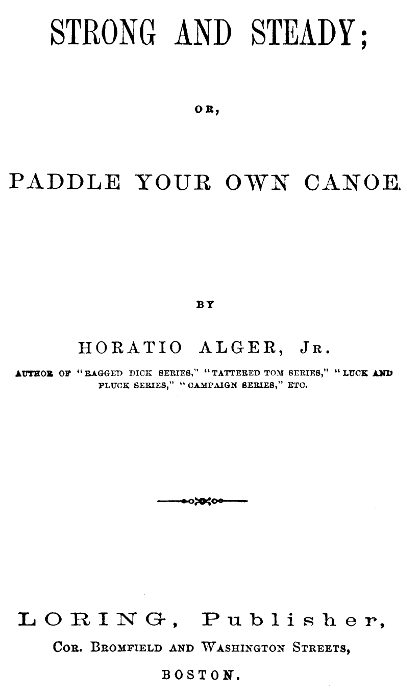 STRONG AND STEADY;
OR,
PADDLE YOUR OWN CANOE.
BY
HORATIO ALGER, JR.
AUTHOR OF "RAGGED DICK SERIES," "TATTERED TOM SERIES," "LUCK AND
PLUCK SERIES," "CAMPAIGN SERIES," ETC.
LORING, Publisher,
COR. BROMFIELD AND WASHINGTON STREETS,
BOSTON.